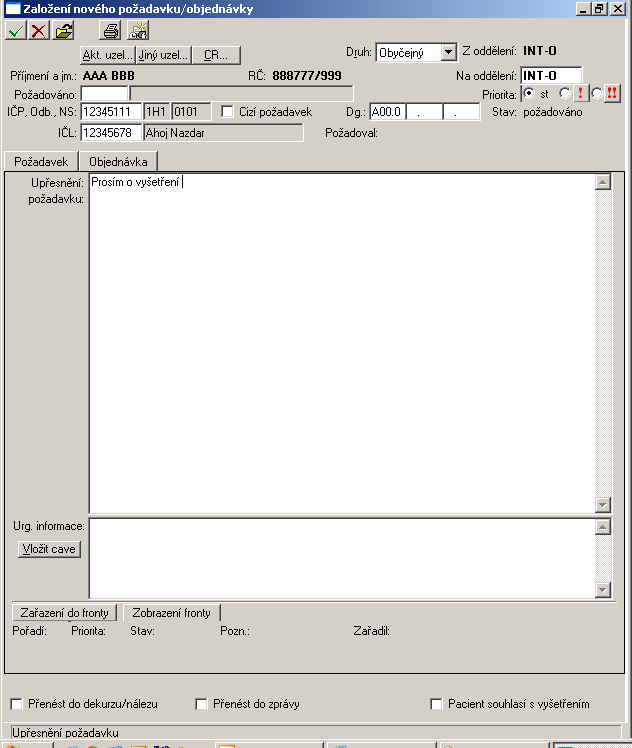 Založení nového požadavku/objednávky
Akt. uzel... Jiný uzel... CR...
Druh: Obyčejný Z oddělení: INT-O
Příjmení a jm.: AAA BBB RČ: 888777/999 Na oddělení: INT-O
Požadováno: Priorita: st ! !!
IČP, Odb., NS: 12345111 1H1 0101 Cizí požadavek Dg.: A00.0 . . Stav: požadováno
IČL: 12345678 Ahoj Nazdar Požadoval:
Požadavek Objednávka
Upřesnění: Prosím o vyšetření
požadavku:
Urg. informace:
Vložit cave
Zařazení do fronty Zobrazení fronty
Pořadí: Priorita: Stav: Pozn.: Zařadil:
Přenést do dekurzu/nálezu Přenést do zprávy Pacient souhlasí s vyšetřením
Upřesnění požadavku